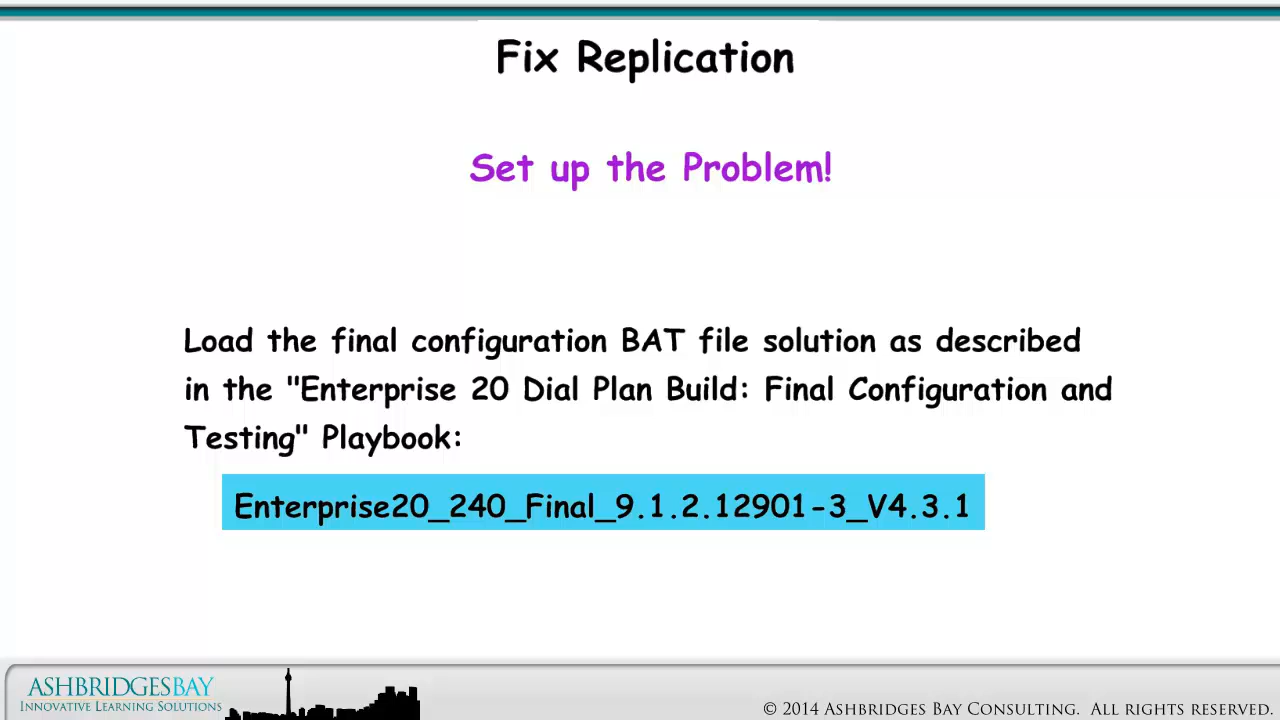 Fix Replication
Set up the Problem!
Load the final configuration BAT file solution as described
in the "Enterprise 20 Dial Plan Build: Final Configuration and
Testing" Playbook:
Enterprise20_240_Final_9.1.2.12901-3_V4.3.1
ASHBRIDGESBAY
INNOVATIVE LEARNING SOLUTIONS
© 2014 ASHBRIDGES BAY CONSULTING. ALL RIGHTS RESERVED.